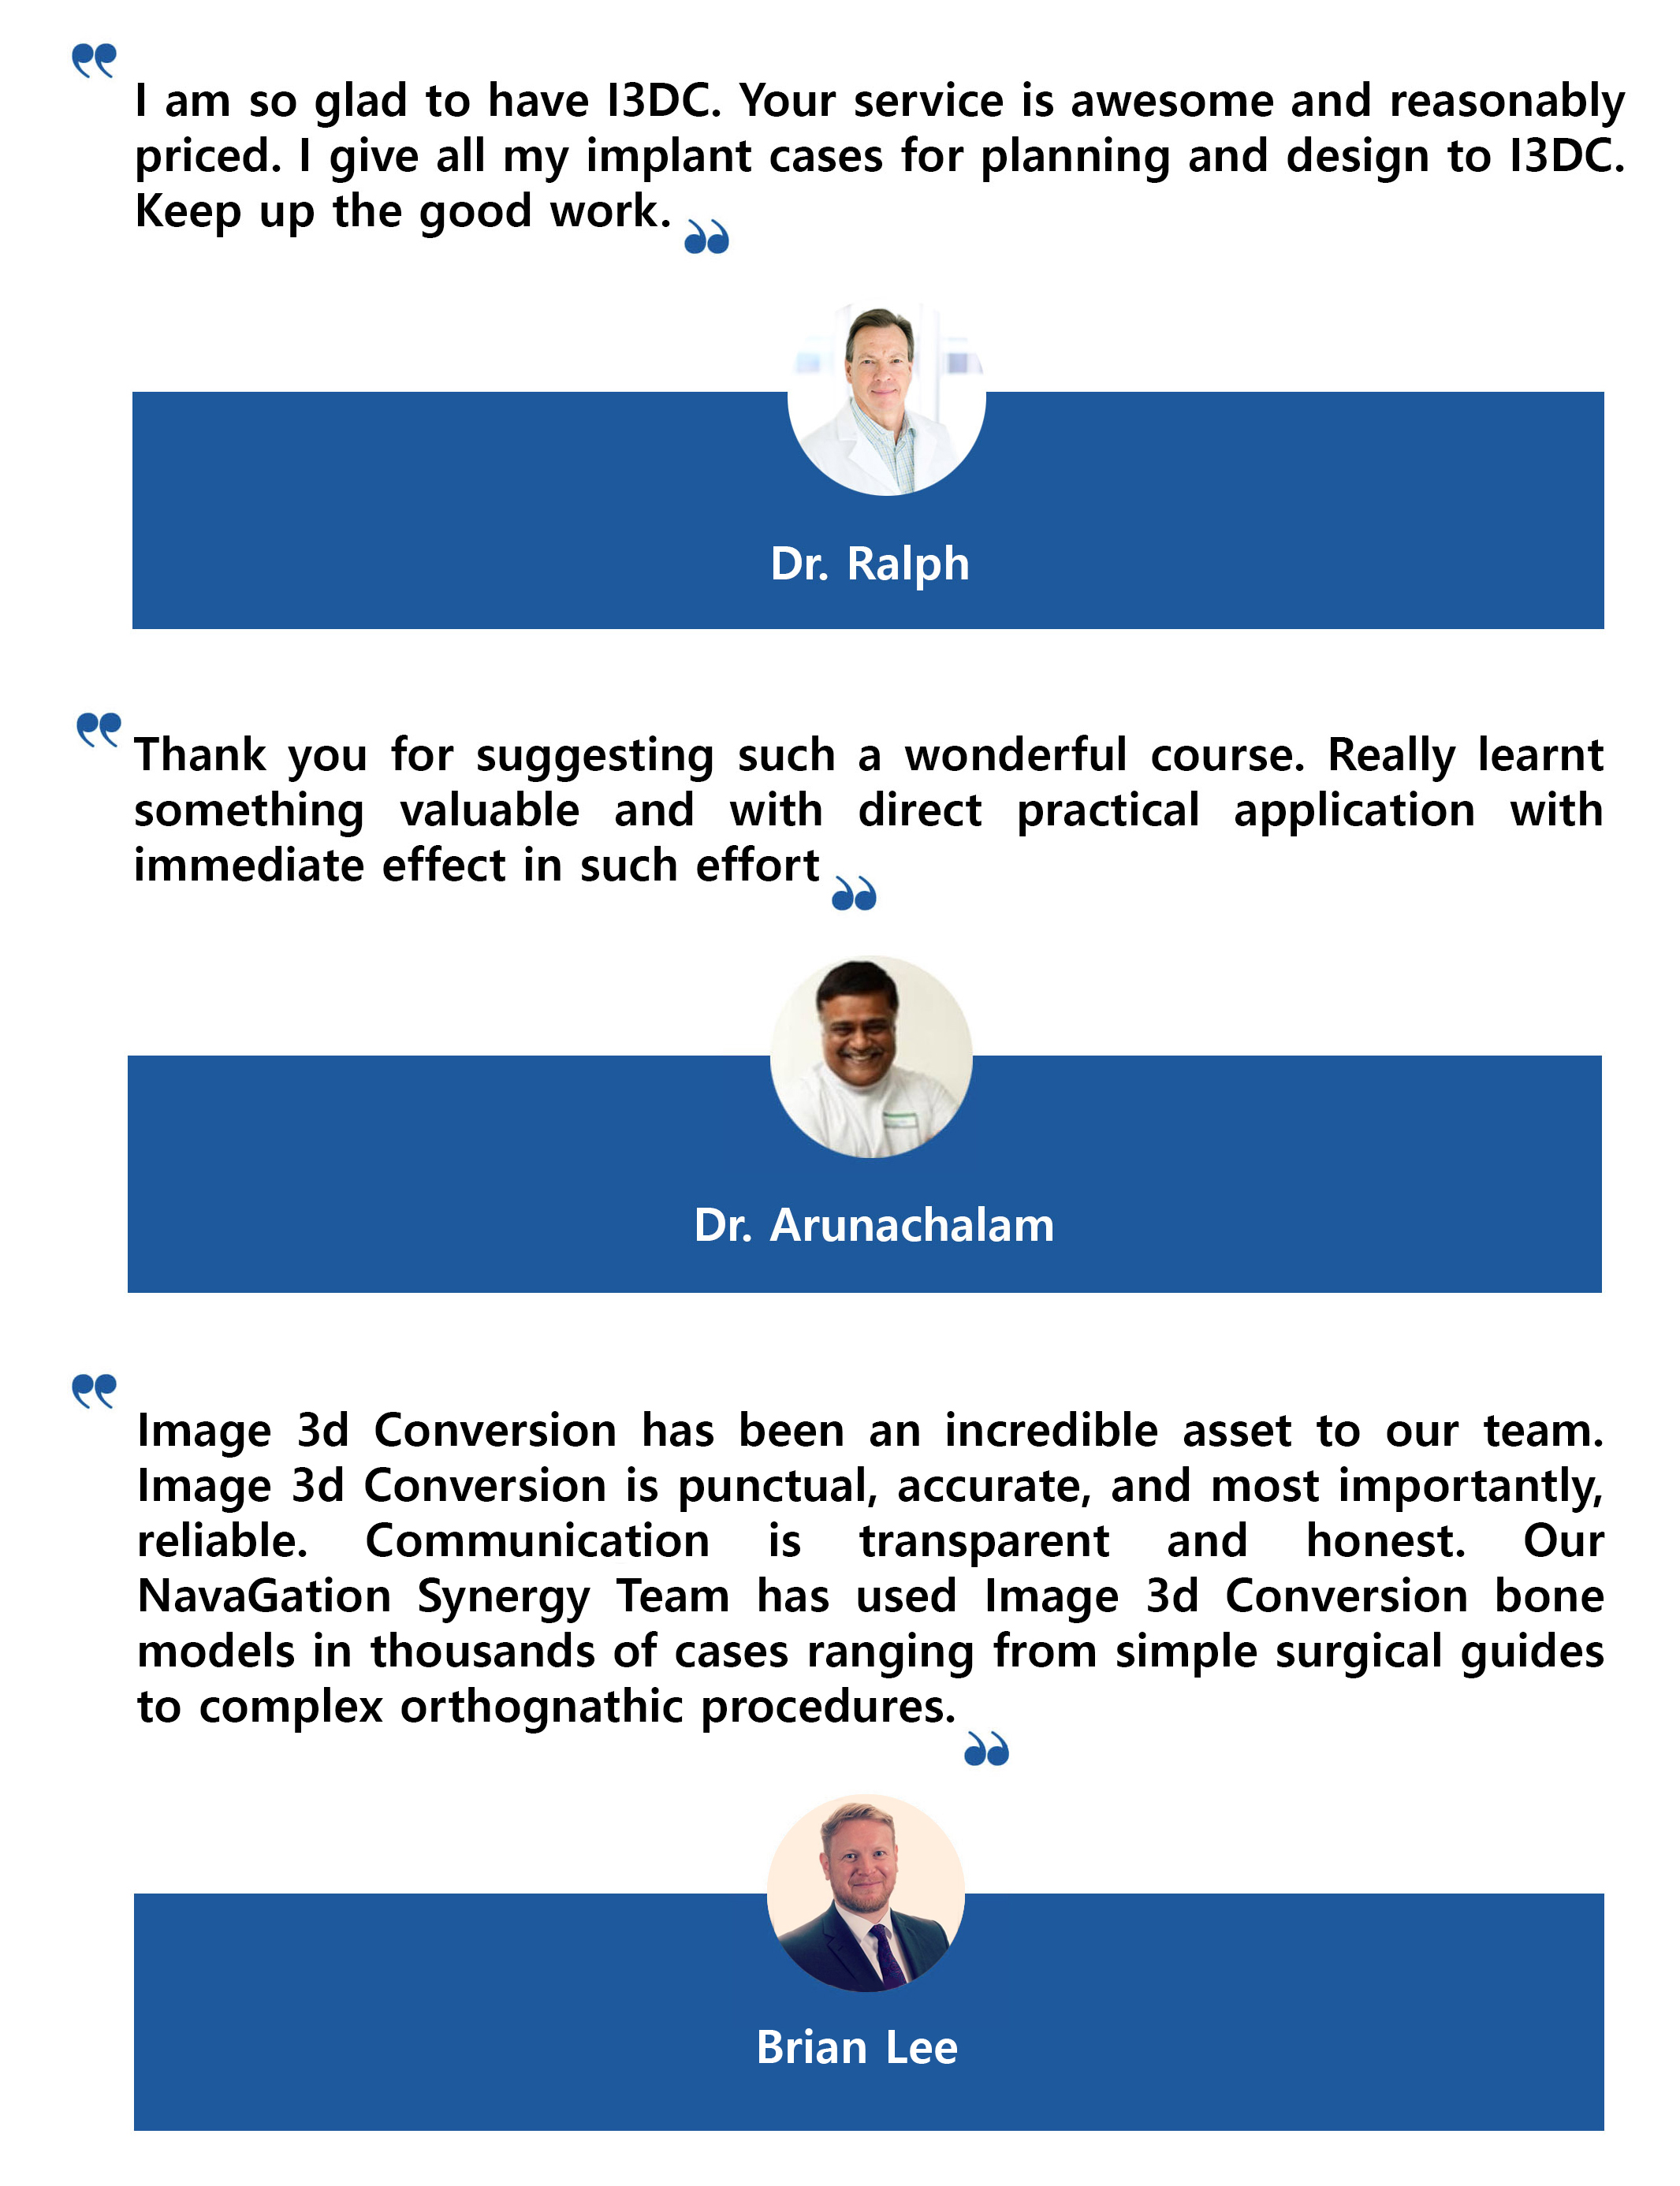 I am so glad to have I3DC. Your service is awesome and reasonably
priced. I give all my implant cases for planning and design to I3DC.
Keep up the good work.
Dr. Ralph
Thank you for suggesting such a wonderful course. Really learnt
something valuable and with direct practical application with
immediate effect in such effort
Dr. Arunachalam
Image 3d Conversion has been an incredible asset to our team.
Image 3d Conversion is punctual, accurate, and most importantly,
reliable. Communication is transparent and honest. Our
NavaGation Synergy Team has used Image 3d Conversion bone
models in thousands of cases ranging from simple surgical guides
to complex orthognathic procedures.
Brian Lee